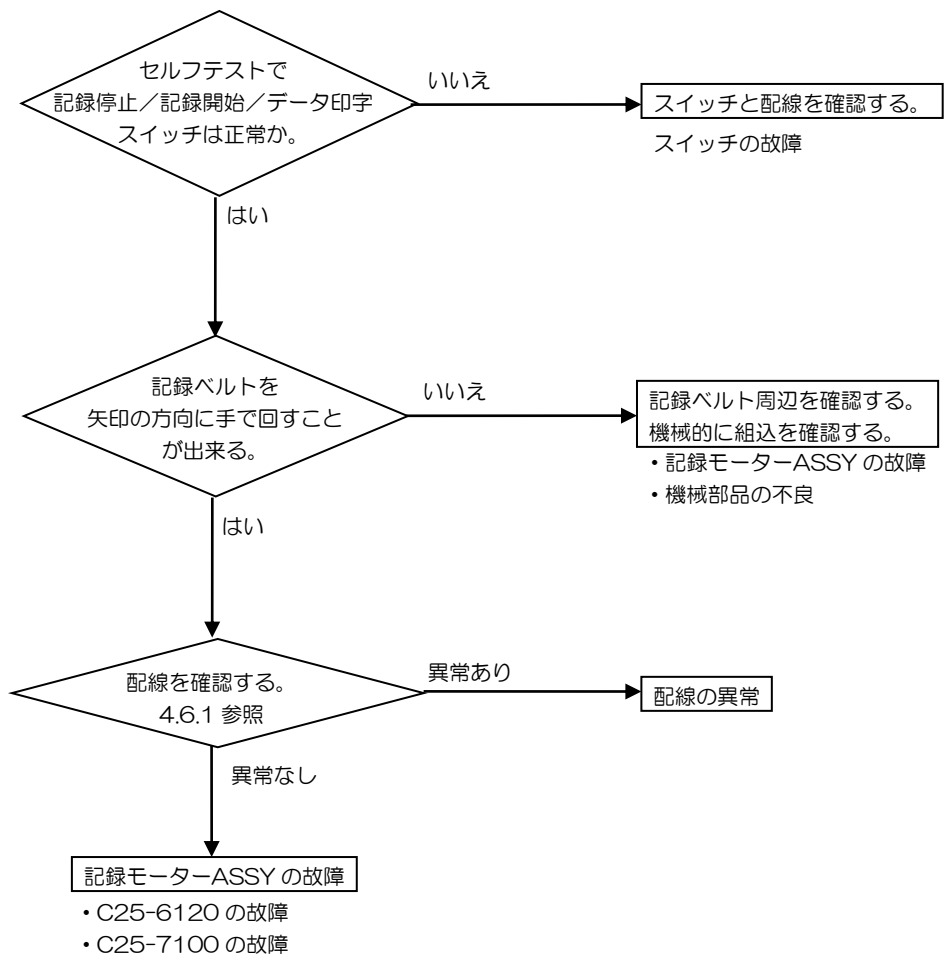 セルフテストで
記録停止／記録開始／データ印字
スイッチは正常か。
いいえ
スイッチと配線を確認する。
スイッチの故障
はい
記録ベルトを
矢印の方向に手で回すこと
が出来る。
いいえ
記録ベルト周辺を確認する。
機械的に組込を確認する。
・記録モーターASSY の故障
・機械部品の不良
はい
配線を確認する。
4.6.1 参照
異常あり
配線の異常
異常なし
記録モーターASSY の故障
・C25-6120 の故障
・C25-7100 の故障